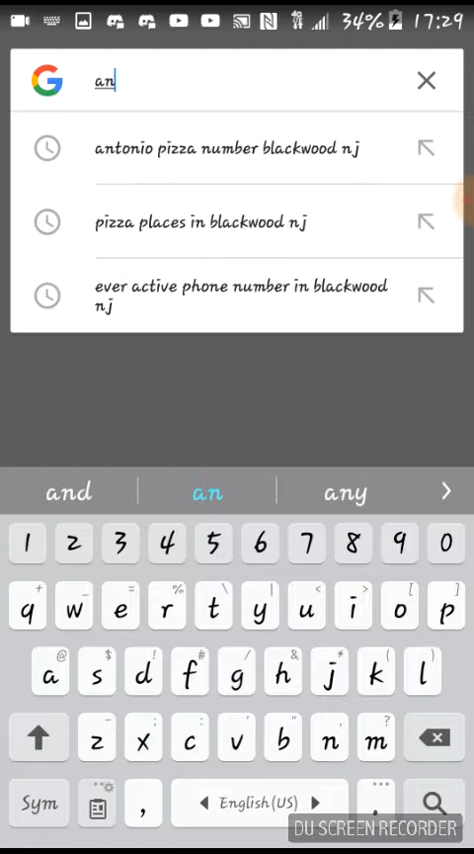 34% 17:29
an
antonio pizza number blackwood nj
pizza places in blackwood nj
ever active phone number in blackwood
nj
and an any
1 2 3 4 5 6 7 8 9 0
q w e r t y u i o p
a s d f g h j k l
z x c v b n m
Sym , English(US) .
DU SCREEN RECORDER